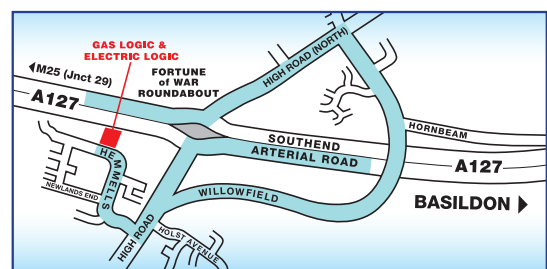 GAS LOGIC &
ELECTRIC LOGIC
M25 (Jnct 29)
FORTUNE
of WAR
ROUNDABOUT
HIGH ROAD (NORTH)
A127
HORNBEAM
SOUTHEND
ARTERIAL ROAD
A127
HEMMELLS
NEWLANDS END
WILLOWFIELD
BASILDON
HIGH ROAD
HOLST AVENUE